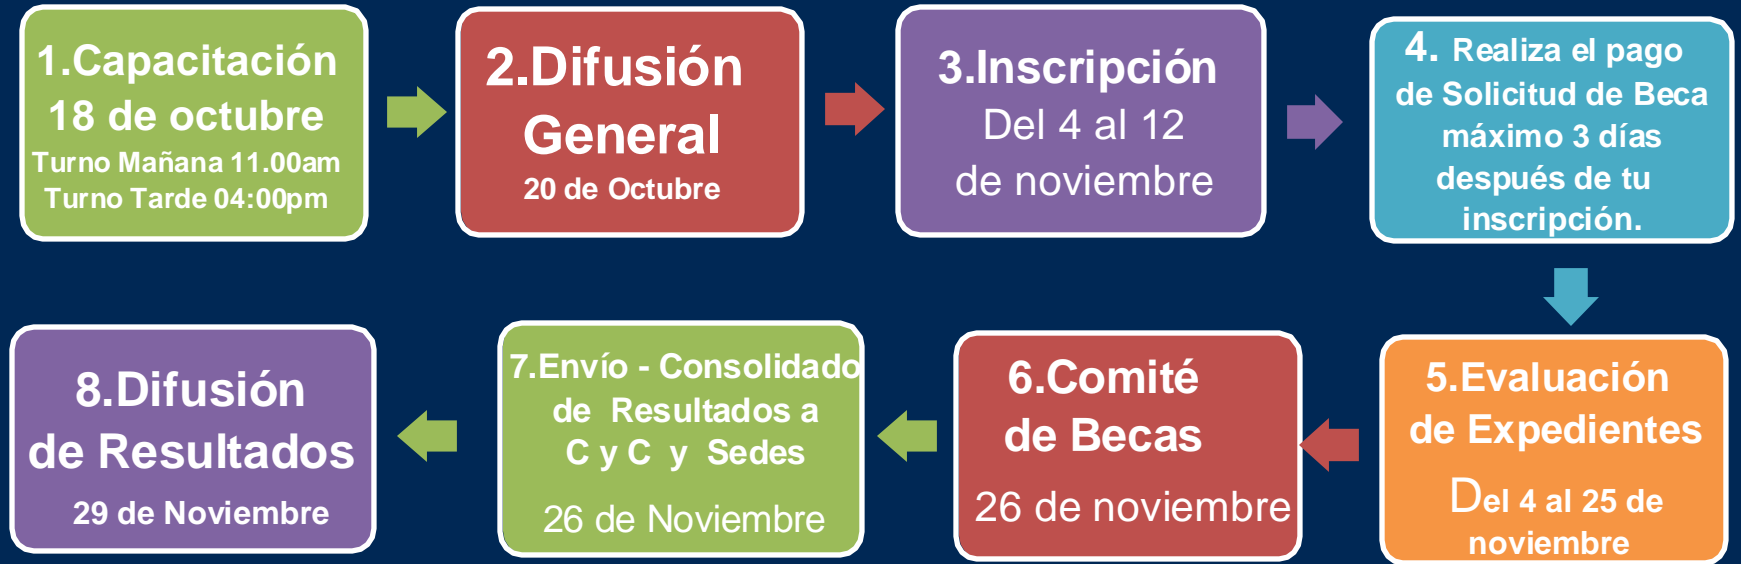 1.Capacitación
18 de octubre
Turno Mañana 11.00am
Turno Tarde 04:00pm
2.Difusión
General
20 de Octubre
3.Inscripción
Del 4 al 12
de noviembre
4. Realiza el pago
de Solicitud de Beca
máximo 3 días
después de tu
inscripción.
5.Evaluación
de Expedientes
Del 4 al 25 de
noviembre
6.Comité
de Becas
26 de noviembre
7.Envío - Consolidado
de Resultados a
C y C y Sedes
26 de Noviembre
8.Difusión
de Resultados
29 de Noviembre